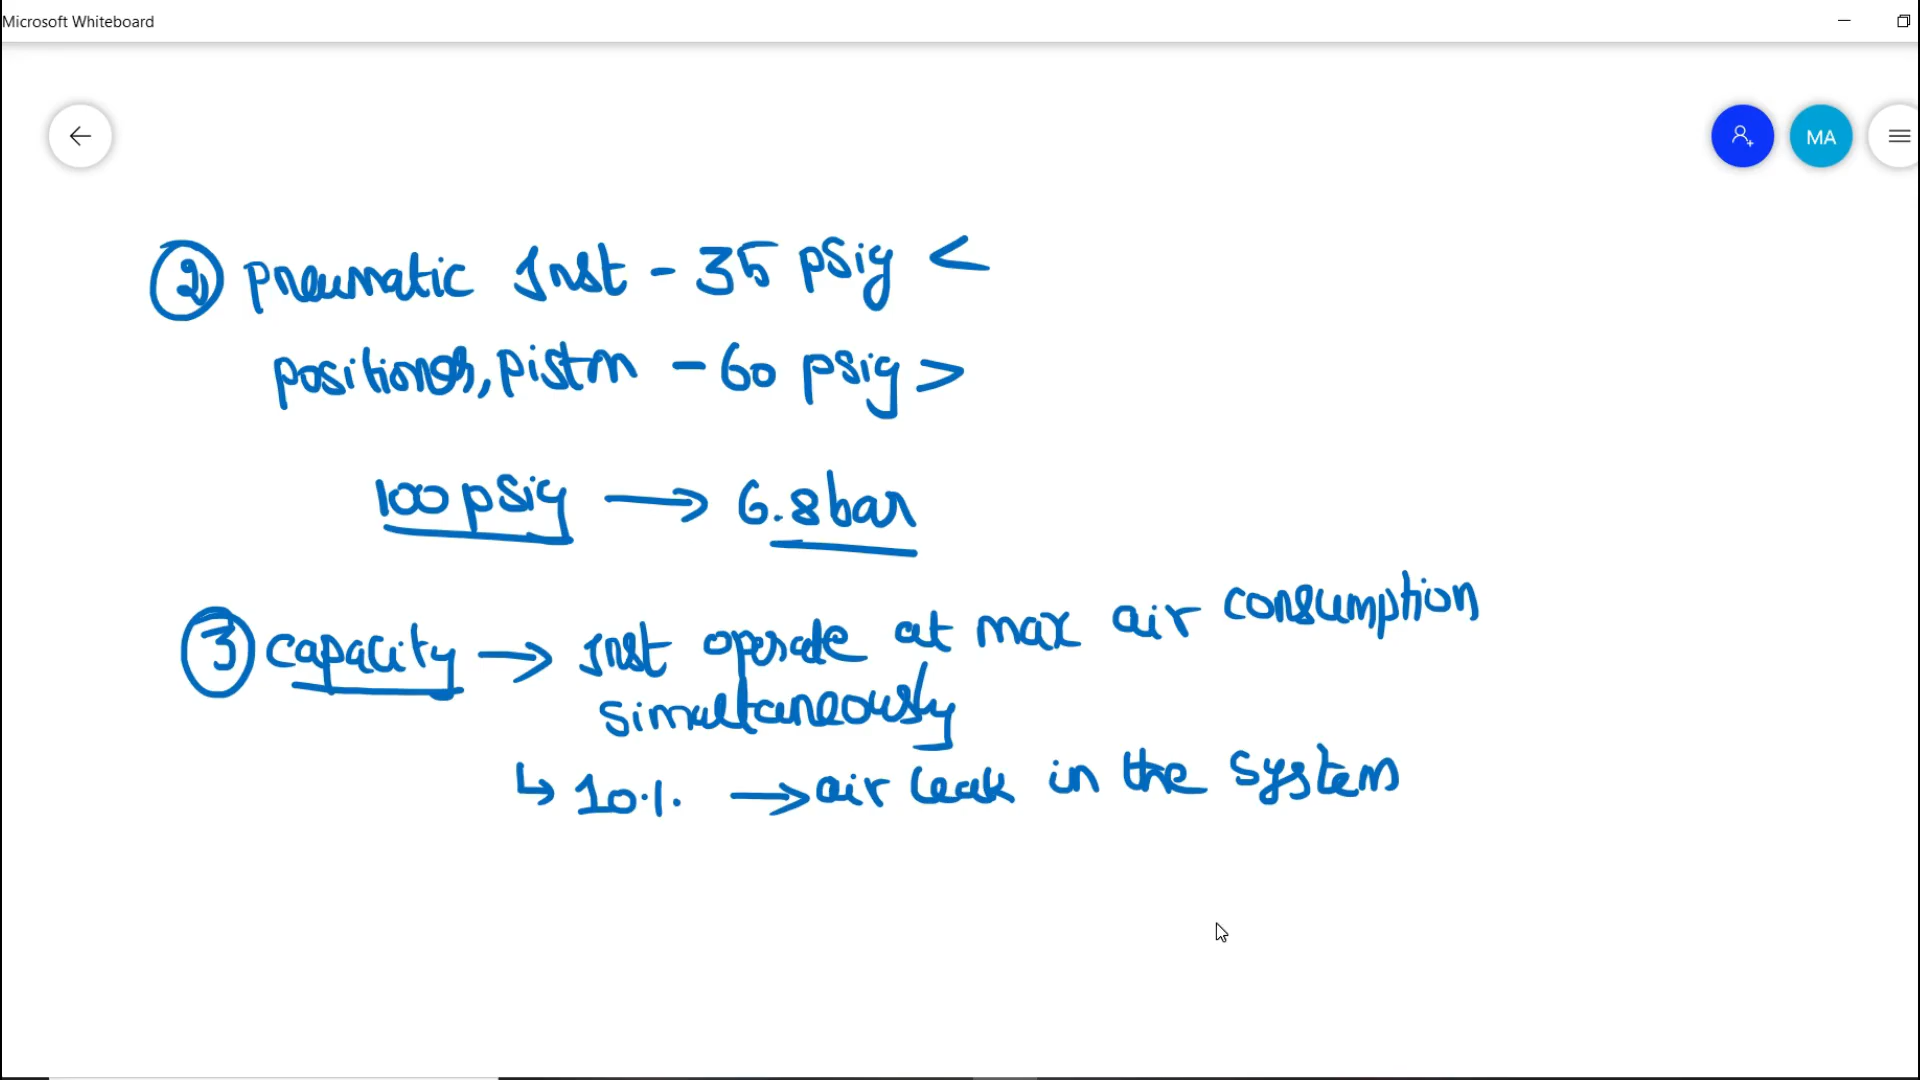 Microsoft Whiteboard
MA
2) Pneumatic Inst - 35 psig <
positioners, piston - 60 psig >
100 psig → 6.8 bar
3 capacity → Inst operate at max air consumption
simultaneously
↳ 10% → air leak in the system